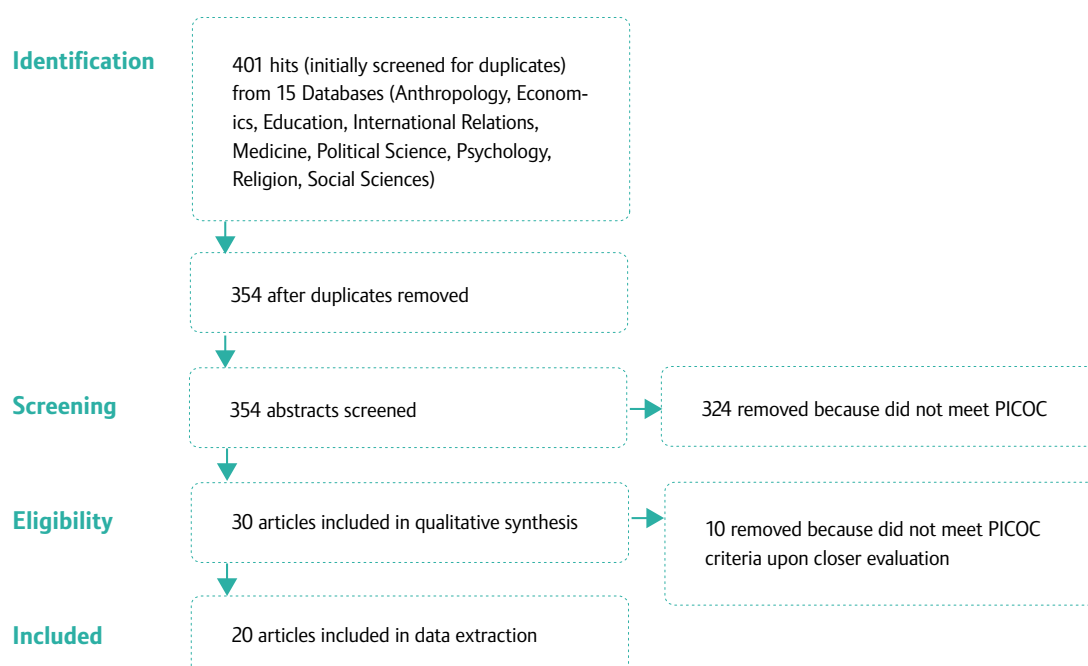 Identification
401 hits (initially screened for duplicates)
from 15 Databases (Anthropology, Econom-
ics, Education, International Relations,
Medicine, Political Science, Psychology,
Religion, Social Sciences)
354 after duplicates removed
Screening
354 abstracts screened
324 removed because did not meet PICOC
Eligibility
30 articles included in qualitative synthesis
10 removed because did not meet PICOC
criteria upon closer evaluation
Included
20 articles included in data extraction